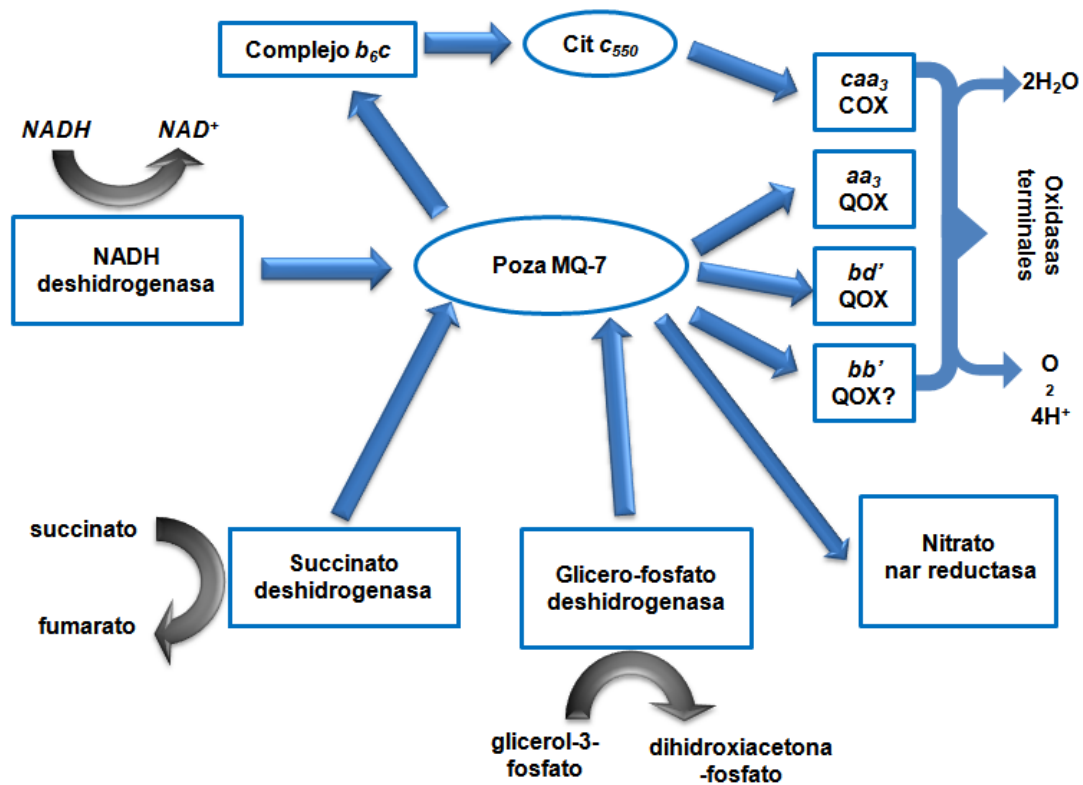 Complejo b₆c
Cit c₅₅₀
caa₃
COX
2H₂O
NADH
NAD⁺
aa₃
QOX
Oxidasas
terminales
NADH
deshidrogenasa
Poza MQ-7
bd’
QOX
bb’
QOX?
O
2
4H⁺
succinato
fumarato
Succinato
deshidrogenasa
Glicero-fosfato
deshidrogenasa
Nitrato
nar reductasa
glicerol-3-
fosfato
dihidroxiacetona
-fosfato